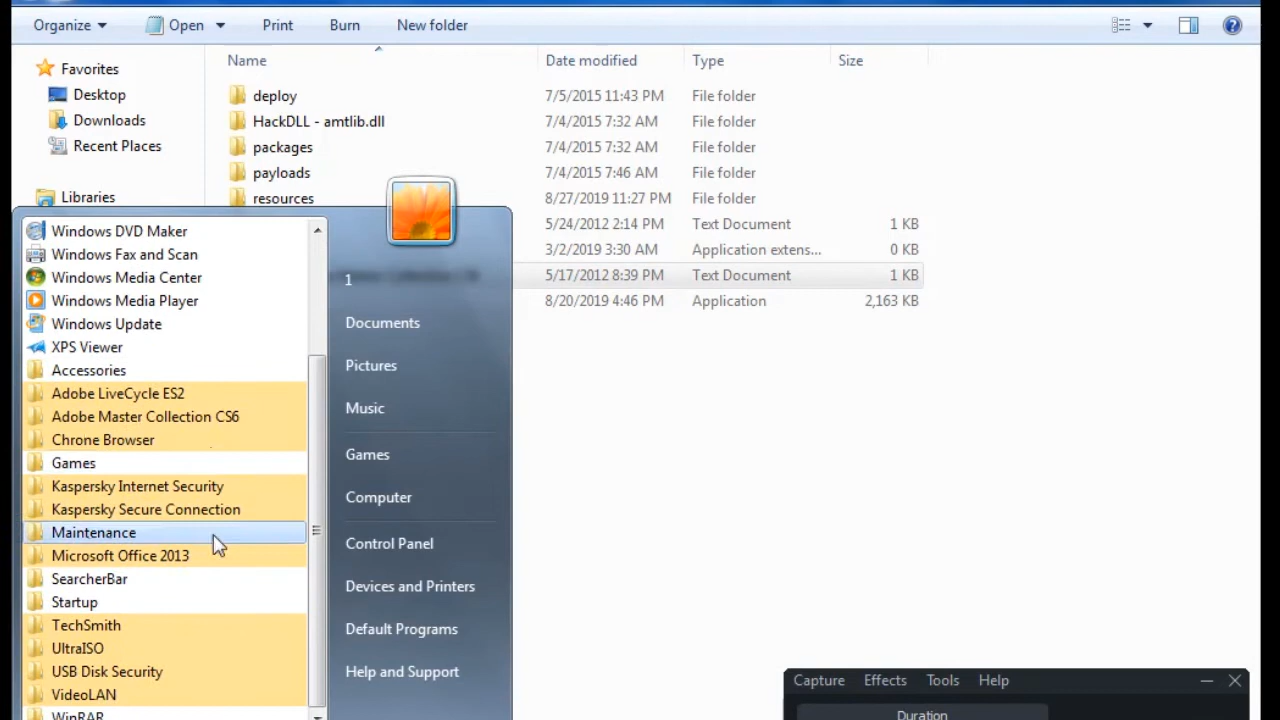 Organize Open Print Burn New folder
Name Date modified Type Size
Favorites
Desktop
Downloads
Recent Places
Libraries
deploy 7/5/2015 11:43 PM File folder
HackDLL - amtlib.dll 7/4/2015 7:32 AM File folder
packages 7/4/2015 7:32 AM File folder
payloads 7/4/2015 7:46 AM File folder
resources 8/27/2019 11:27 PM File folder
5/24/2012 2:14 PM Text Document 1 KB
3/2/2019 3:30 AM Application extens... 0 KB
5/17/2012 8:39 PM Text Document 1 KB
8/20/2019 4:46 PM Application 2,163 KB
Windows DVD Maker
Windows Fax and Scan
Windows Media Center
Windows Media Player
Windows Update
XPS Viewer
Accessories
Adobe LiveCycle ES2
Adobe Master Collection CS6
Chrone Browser
Games
Kaspersky Internet Security
Kaspersky Secure Connection
Maintenance
Microsoft Office 2013
SearcherBar
Startup
TechSmith
UltraISO
USB Disk Security
VideoLAN
WinRAR
1
Documents
Pictures
Music
Games
Computer
Control Panel
Devices and Printers
Default Programs
Help and Support
Capture Effects Tools Help
Duration